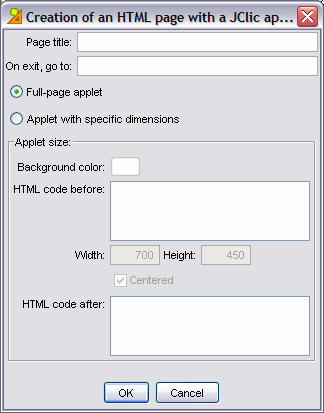 Creation of an HTML page with a JClic ap...
Page title:
On exit, go to:
Full-page applet
Applet with specific dimensions
Applet size:
Background color:
HTML code before:
Width: 700 Height: 450
Centered
HTML code after:
OK Cancel